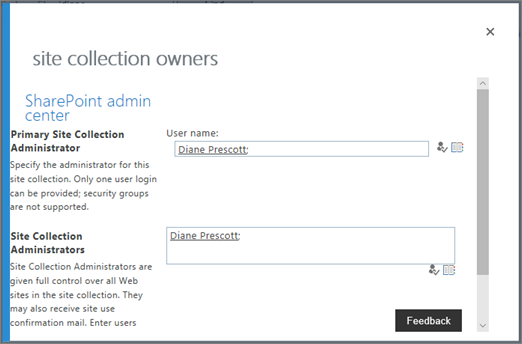 site collection owners
SharePoint admin
center
Primary Site Collection
Administrator
User name:
Diane Prescott;
Specify the administrator for this
site collection. Only one user login
can be provided; security groups
are not supported.
Site Collection
Administrators
Diane Prescott;
Site Collection Administrators are
given full control over all Web
sites in the site collection. They
may also receive site use
confirmation mail. Enter users
Feedback